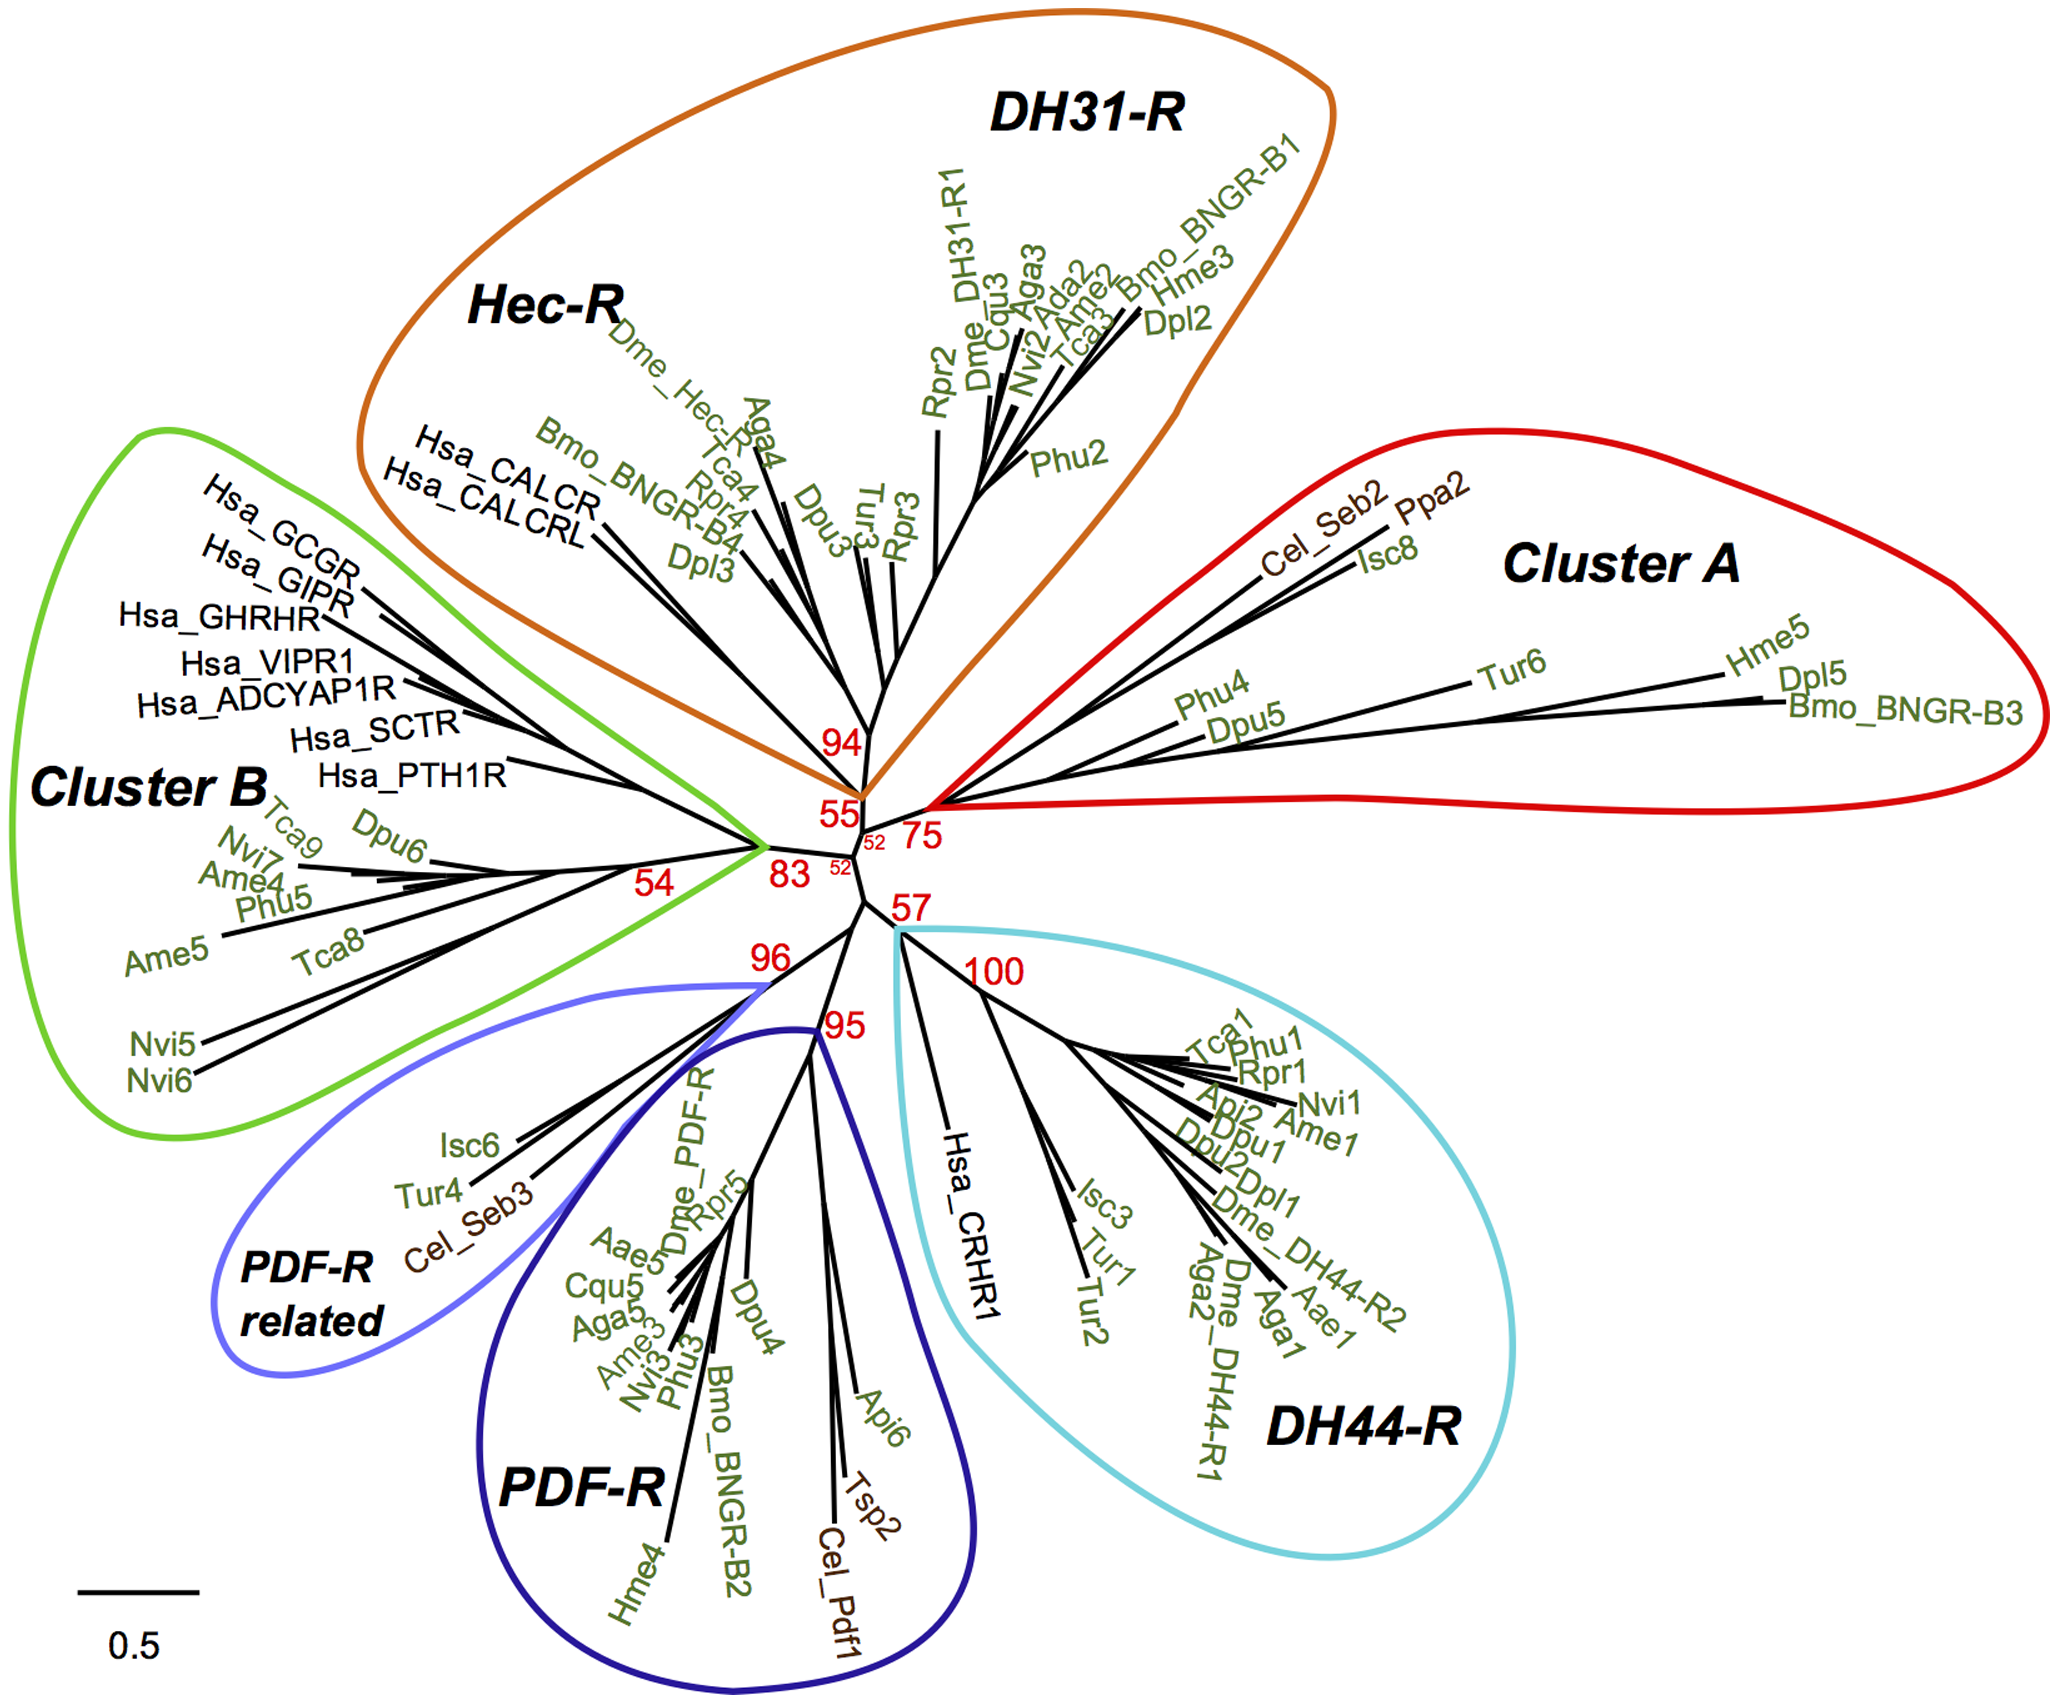 DH31-R
Hec-R
Dme_DH31-R1
Cqu3
Aga3
Ada2
Nvi2
Ame2
Tca3
Bmo_BNGR-B1
Hme3
Dpl2
Rpr2
Phu2
Dme_Hec-R
Aga4
Tca4
Rpr4
Bmo_BNGR-B4
Dpl3
Dpu3
Tur3
Rpr3
Hsa_CALCR
Hsa_CALCRL
94
55
Cluster A
Cel_Seb2
Ppa2
Isc8
Phu4
Dpu5
Tur6
Hme5
Dpl5
Bmo_BNGR-B3
75
52
52
Cluster B
Hsa_GCGR
Hsa_GIPR
Hsa_GHRHR
Hsa_VIPR1
Hsa_ADCYAP1R
Hsa_SCTR
Hsa_PTH1R
Tca9
Dpu6
Nvi7
Ame4
Phu5
Ame5
Tca8
Nvi5
Nvi6
54
83
57
96
100
95
Isc6
Tur4
Cel_Seb3
PDF-R
related
Dme_PDF-R
Rpr5
Aae5
Cqu5
Aga5
Ame3
Nvi3
Phu3
Dpu4
Bmo_BNGR-B2
Hme4
Api6
Tsp2
Cel_Pdf1
PDF-R
Hsa_CRHR1
Isc3
Tur1
Tur2
Tca1
Phu1
Rpr1
Nvi1
Ame1
Api2
Dpu1
Dpu2
Dpl1
Dme_DH44-R2
Aae1
Aga1
Dme_DH44-R1
Aga2
DH44-R
0.5